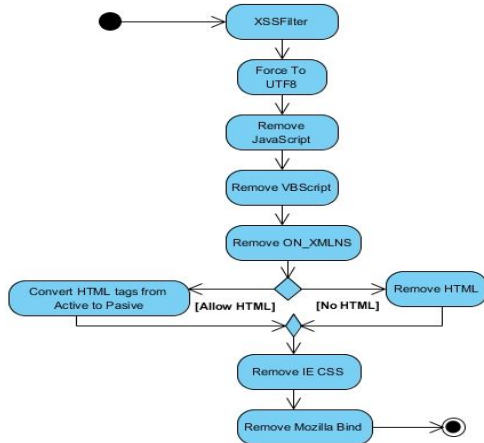 XSSFilter
Force To
UTF8
Remove
JavaScript
Remove VBScript
Remove ON_XMLNS
Convert HTML tags from
Active to Pasive
[Allow HTML]
[No HTML]
Remove HTML
Remove IE CSS
Remove Mozilla Bind